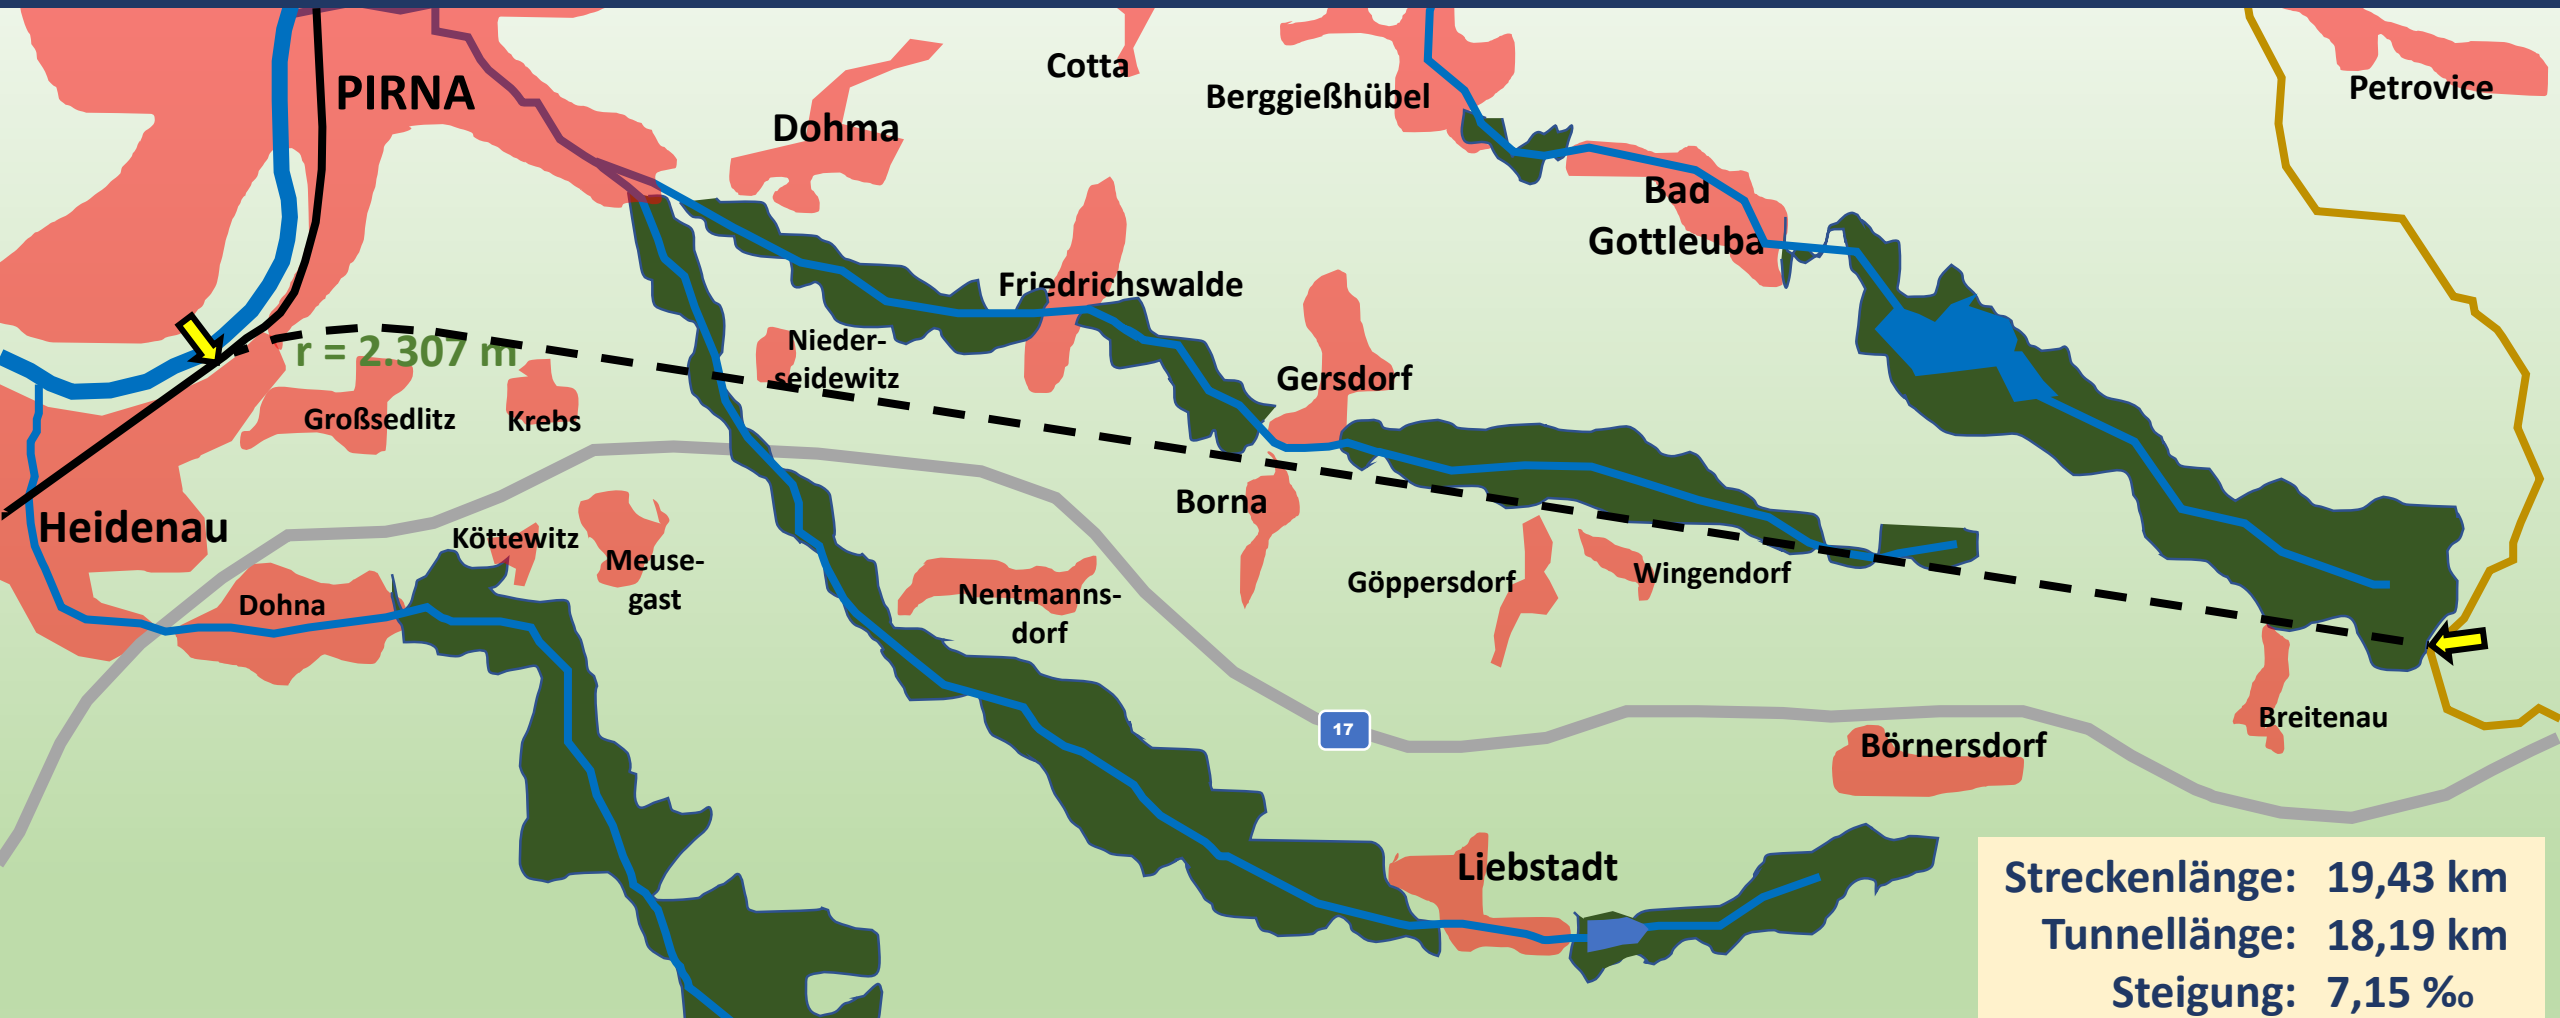 Cotta
Petrovice
PIRNA
Berggießhübel
Dohma
Bad
Gottleuba
Friedrichswalde
r = 2.307 m
Nieder-
seidewitz
Gersdorf
Großsedlitz
Krebs
Borna
Heidenau
Köttewitz
Meuse-
gast
Göppersdorf
Wingendorf
Dohna
Nentmanns-
dorf
17
Breitenau
Börnersdorf
Liebstadt
Streckenlänge: 19,43 km
Tunnellänge: 18,19 km
Steigung: 7,15 ‰